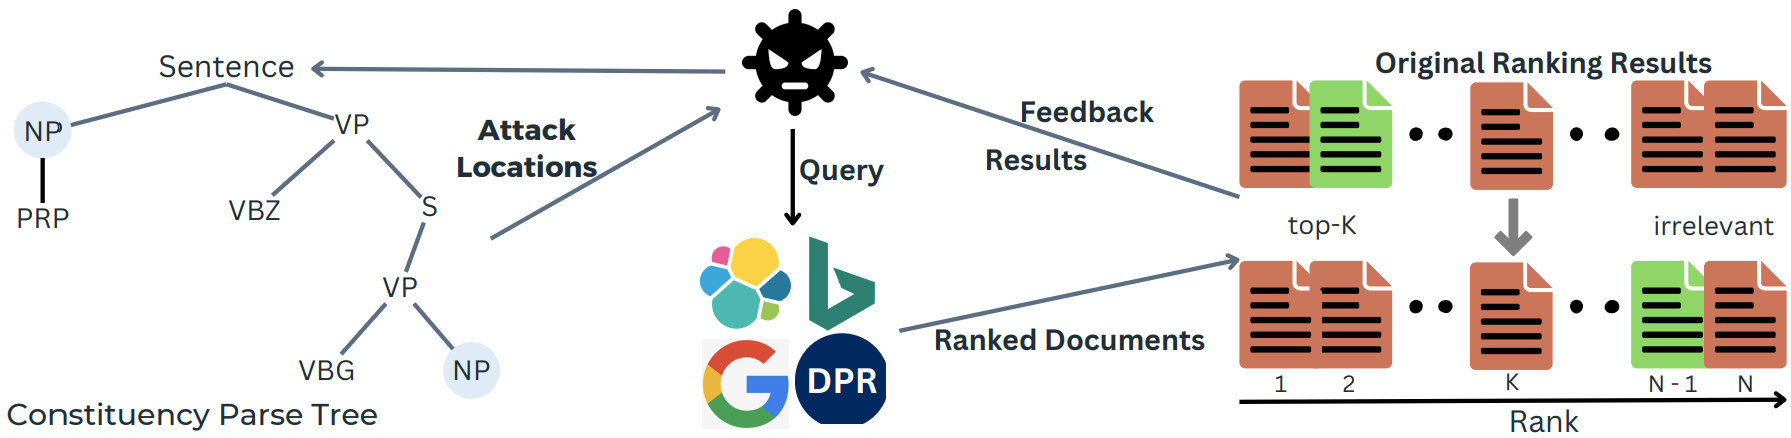 Sentence
NP
VP
PRP
VBZ
S
VP
VBG
NP
Constituency Parse Tree
Attack
Locations
Query
DPR
Feedback
Results
Ranked Documents
Original Ranking Results
top-K
irrelevant
1
2
K
N - 1
N
Rank